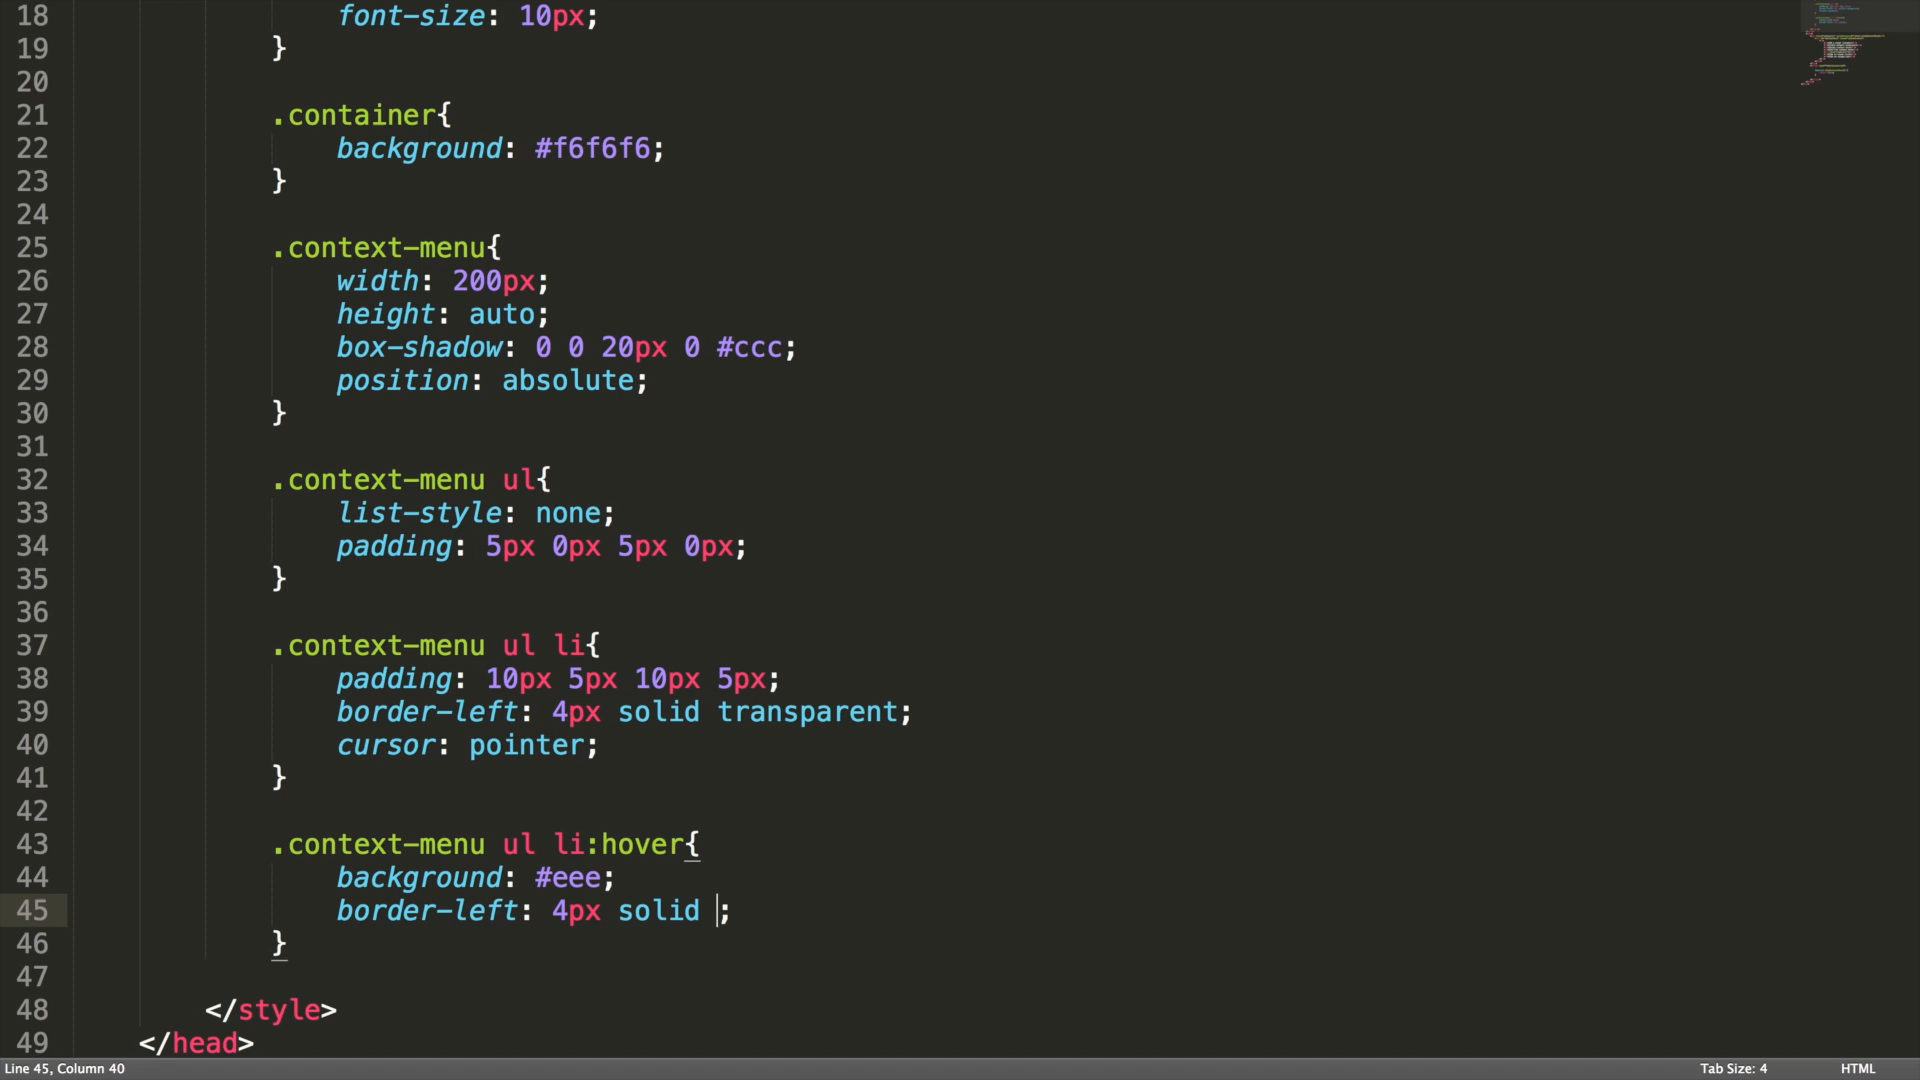 18 font-size: 10px;
19 }
20
21 .container{
22 background: #f6f6f6;
23 }
24
25 .context-menu{
26 width: 200px;
27 height: auto;
28 box-shadow: 0 0 20px 0 #ccc;
29 position: absolute;
30 }
31
32 .context-menu ul{
33 list-style: none;
34 padding: 5px 0px 5px 0px;
35 }
36
37 .context-menu ul li{
38 padding: 10px 5px 10px 5px;
39 border-left: 4px solid transparent;
40 cursor: pointer;
41 }
42
43 .context-menu ul li:hover{
44 background: #eee;
45 border-left: 4px solid ;
46 }
47
48 </style>
49 </head>
Line 45, Column 40
Tab Size: 4
HTML